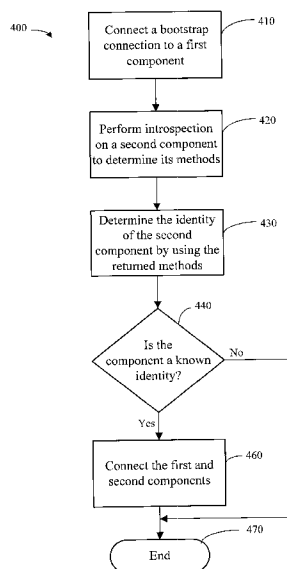 400
410
Connect a bootstrap
connection to a first
component
420
Perform introspection
on a second component
to determine its methods
430
Determine the identity
of the second
component by using the
returned methods
440
Is the
component a known
identity?
No
Yes
460
Connect the first and
second components
470
End